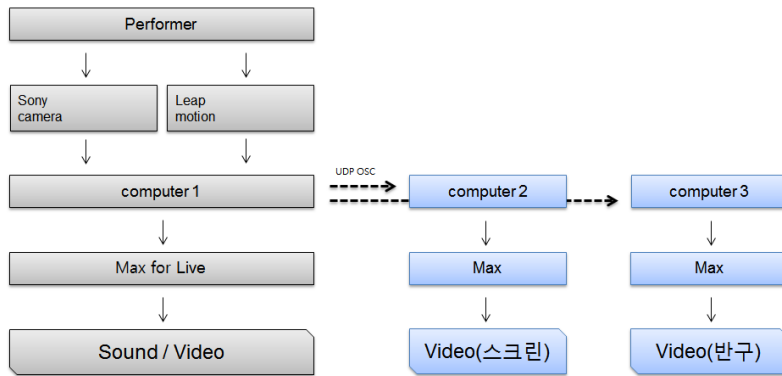 Performer
Sony
camera
Leap
motion
UDP OSC
computer 1
computer 2
computer 3
Max for Live
Max
Max
Sound / Video
Video(스크린)
Video(반구)